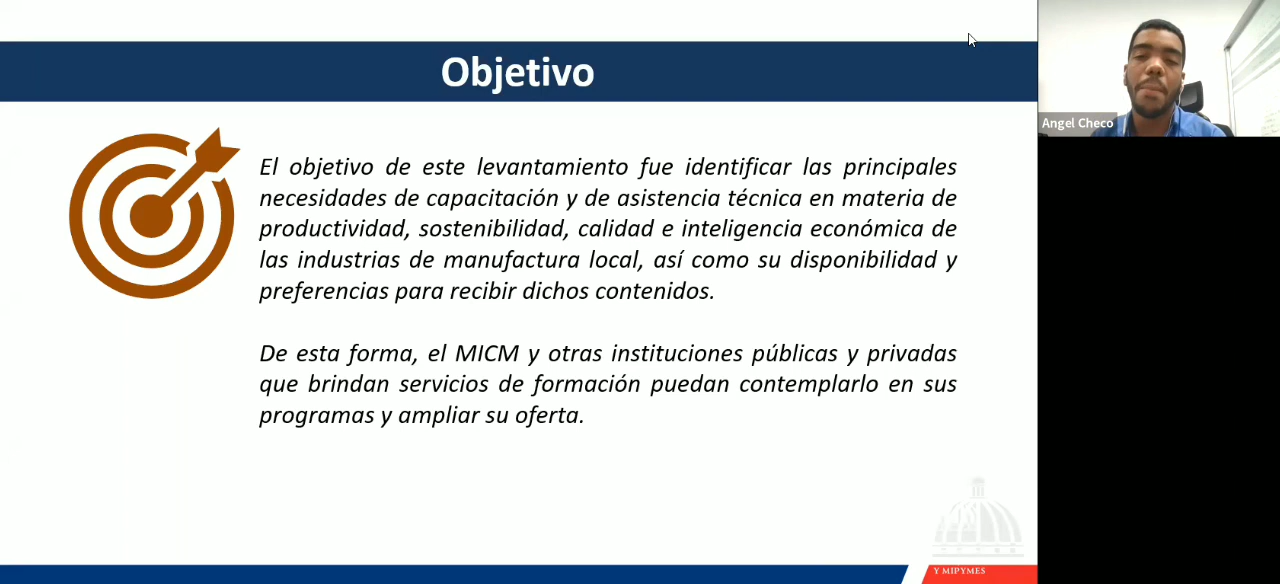 Objetivo
Angel Checo
El objetivo de este levantamiento fue identificar las principales
necesidades de capacitación y de asistencia técnica en materia de
productividad, sostenibilidad, calidad e inteligencia económica de
las industrias de manufactura local, así como su disponibilidad y
preferencias para recibir dichos contenidos.
De esta forma, el MICM y otras instituciones públicas y privadas
que brindan servicios de formación puedan contemplarlo en sus
programas y ampliar su oferta.
Y MIPYMES